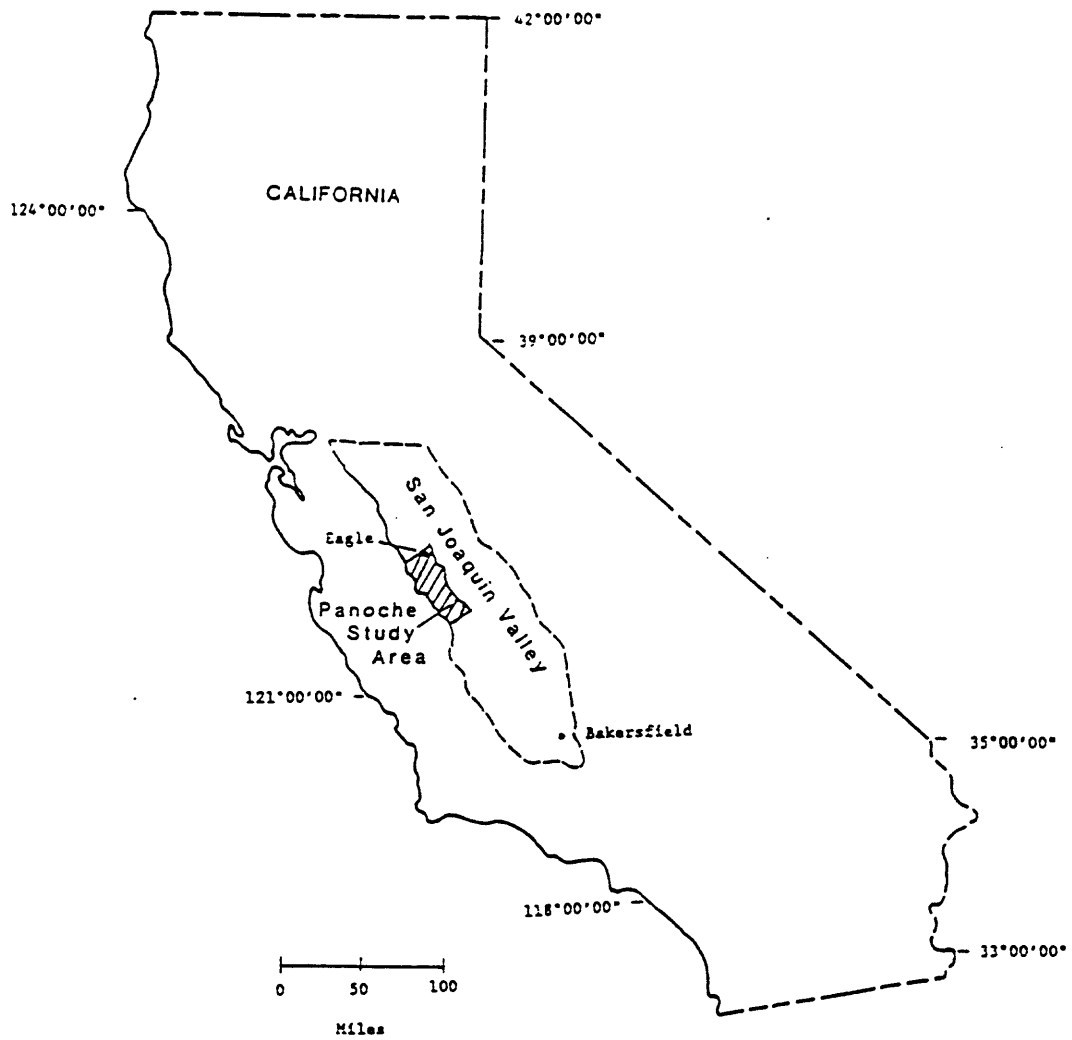 42°00'00"
CALIFORNIA
124°00'00"
39°00'00"
San Joaquin Valley
Eagle
Panoche
Study
Area
121°00'00"
Bakersfield
35°00'00"
118°00'00"
33°00'00"
0 50 100
Miles